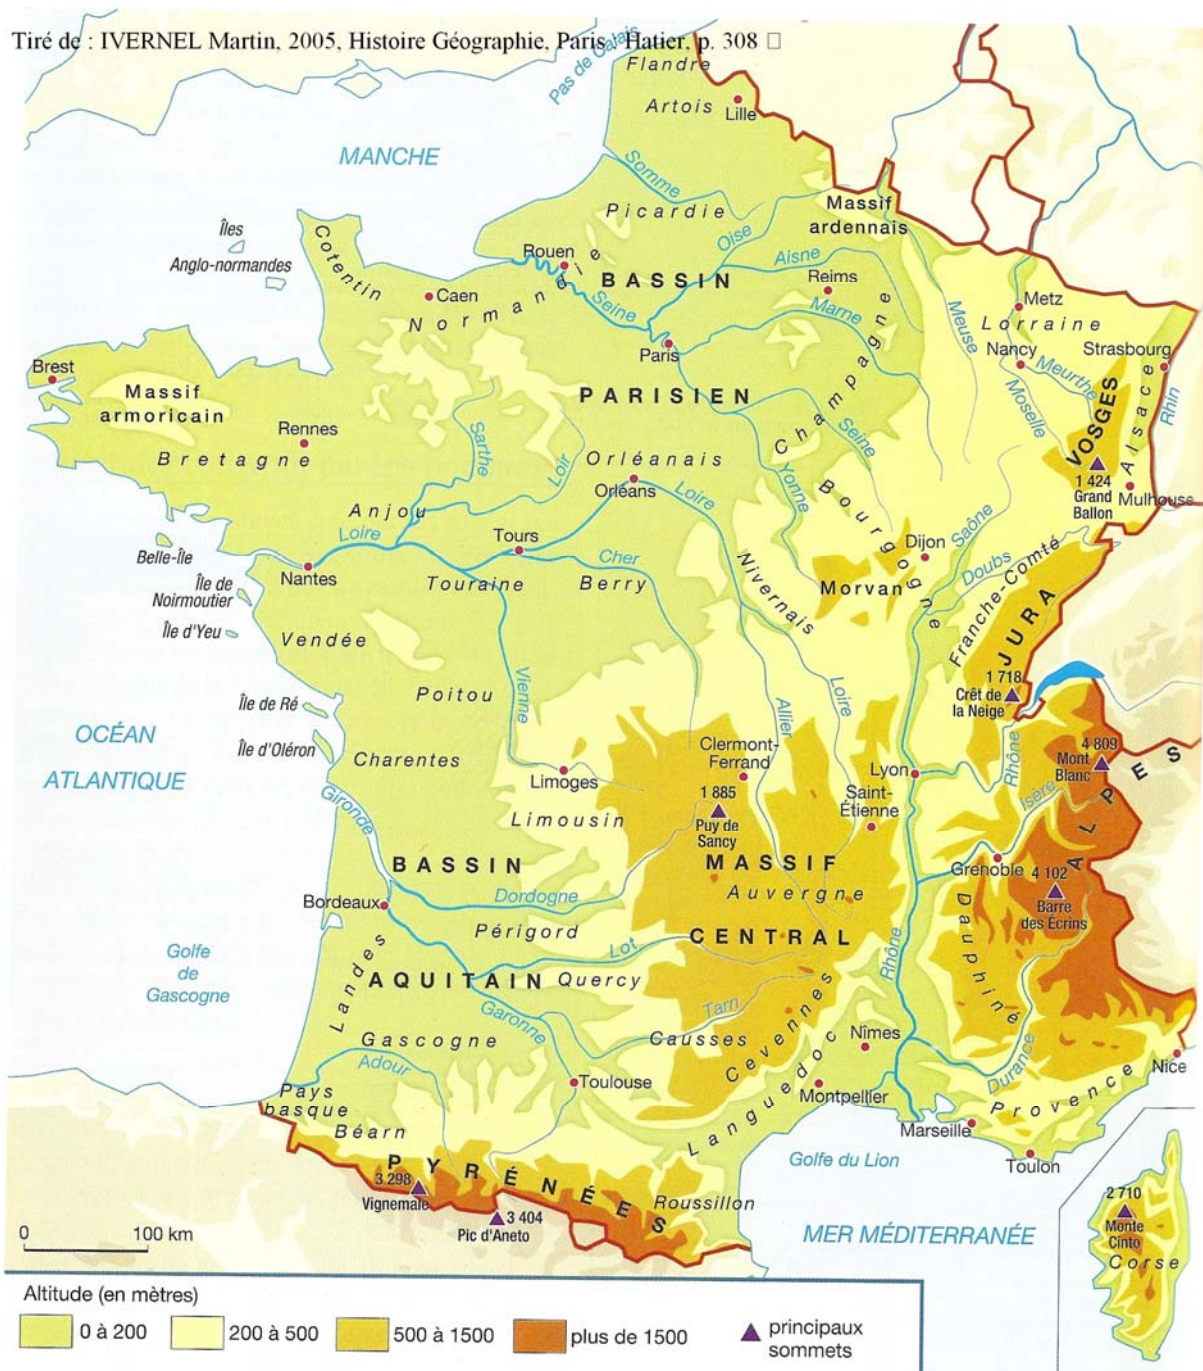 Tiré de : IVERNEL Martin, 2005, Histoire Géographie, Paris, Hatier, p. 308 □
Pas de Calais
Flandre
Artois
Lille
MANCHE
Somme
Picardie
Massif
ardennais
Îles
Anglo-normandes
Cotentin
Rouen
Oise
Aisne
BASSIN
Reims
Caen
Normandie
Seine
Marne
Meuse
Metz
Lorraine
Paris
Nancy
Meurthe
Strasbourg
Brest
Massif
armoricain
PARISIEN
Champagne
Seine
Moselle
VOSGES
Alsace
Rhin
Rennes
Bretagne
Sarthe
Loir
Orléanais
Orléans
Loire
Yonne
1 424
Grand
Ballon
Mulhouse
Anjou
Loire
Tours
Cher
Bourgogne
Dijon
Saône
Doubs
Belle-Île
Nantes
Touraine
Berry
Nivernais
Morvan
Franche-Comté
JURA
Île de
Noirmoutier
Île d'Yeu
Vendée
Vienne
Poitou
Allier
Loire
1 718
Crêt de
la Neige
Île de Ré
Île d'Oléron
OCÉAN
ATLANTIQUE
Charentes
Limoges
Clermont-
Ferrand
Lyon
Rhône
4 809
Mont
Blanc
ALPES
Isère
Gironde
Limousin
1 885
Puy de
Sancy
Saint-
Étienne
BASSIN
MASSIF
Auvergne
Grenoble
4 102
Barre
des Écrins
Bordeaux
Dordogne
Périgord
CENTRAL
Dauphiné
Rhône
Golfe
de
Gascogne
Landes
Lot
AQUITAIN
Quercy
Garonne
Tarn
Causses
Cevennes
Nîmes
Durance
Gascogne
Adour
Toulouse
Languedoc
Montpellier
Provence
Nice
Pays
basque
Béarn
Marseille
Toulon
PYRÉNÉES
3 298
Vignemale
3 404
Pic d'Aneto
Roussillon
Golfe du Lion
MER MÉDITERRANÉE
2 710
Monte
Cinto
Corse
0 100 km
Altitude (en mètres)
0 à 200
200 à 500
500 à 1500
plus de 1500
principaux
sommets